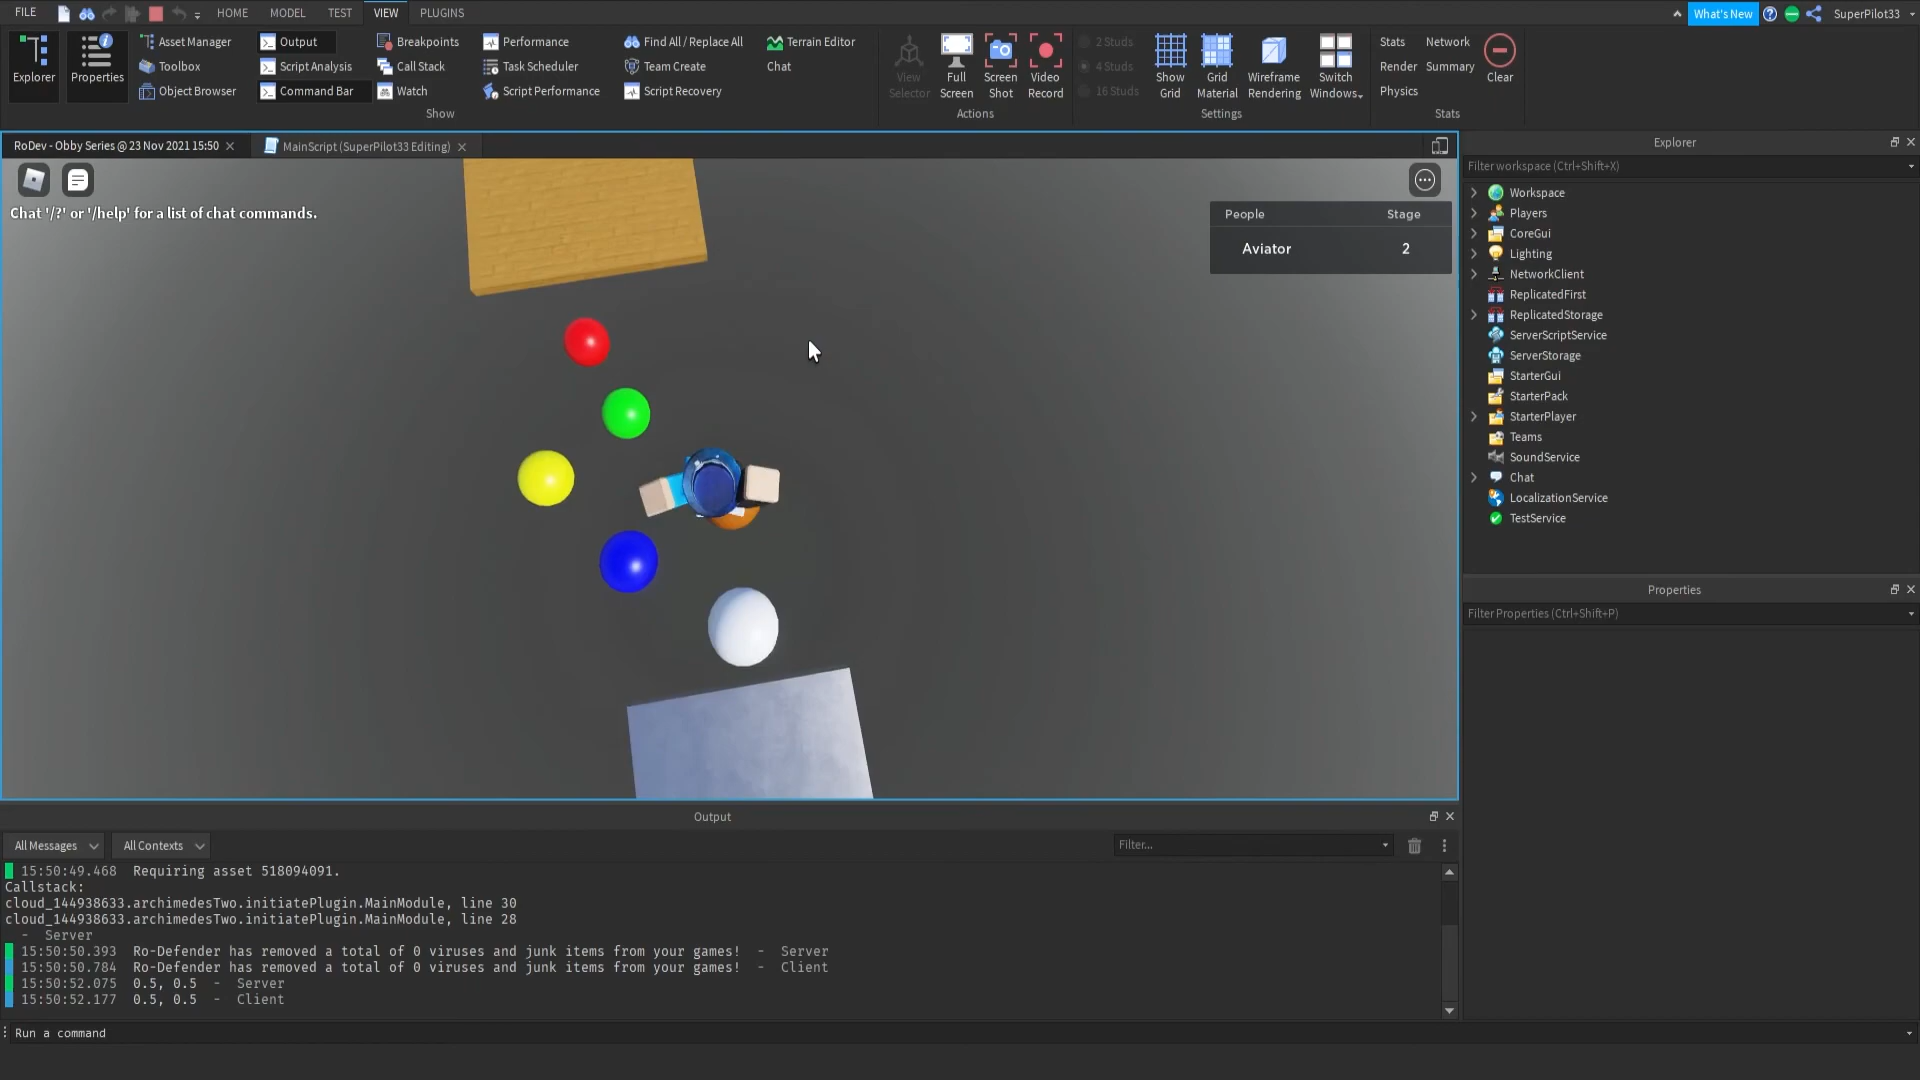 FILE
HOME
MODEL
TEST
VIEW
PLUGINS
What's New
SuperPilot33
Explorer
Properties
Asset Manager
Toolbox
Object Browser
Output
Script Analysis
Command Bar
Breakpoints
Call Stack
Watch
Performance
Task Scheduler
Script Performance
Find All / Replace All
Team Create
Script Recovery
Terrain Editor
Chat
Show
View Selector
Full Screen
Screen Shot
Video Record
Actions
2 Studs
4 Studs
16 Studs
Show Grid
Grid Material
Wireframe Rendering
Switch Windows
Settings
Stats
Render
Physics
Network
Summary
Clear
Stats
RoDev - Obby Series @ 23 Nov 2021 15:50
MainScript (SuperPilot33 Editing)
Chat '/?' or '/help' for a list of chat commands.
People Stage
Aviator 2
Explorer
Filter workspace (Ctrl+Shift+X)
Workspace
Players
CoreGui
Lighting
NetworkClient
ReplicatedFirst
ReplicatedStorage
ServerScriptService
ServerStorage
StarterGui
StarterPack
StarterPlayer
Teams
SoundService
Chat
LocalizationService
TestService
Properties
Filter Properties (Ctrl+Shift+P)
Output
All Messages
All Contexts
Filter...
15:50:49.468 Requiring asset 518094091.
Callstack:
cloud_144938633.archimedesTwo.initiatePlugin.MainModule, line 30
cloud_144938633.archimedesTwo.initiatePlugin.MainModule, line 28
- Server
15:50:50.393 Ro-Defender has removed a total of 0 viruses and junk items from your games! - Server
15:50:50.784 Ro-Defender has removed a total of 0 viruses and junk items from your games! - Client
15:50:52.075 0.5, 0.5 - Server
15:50:52.177 0.5, 0.5 - Client
Run a command